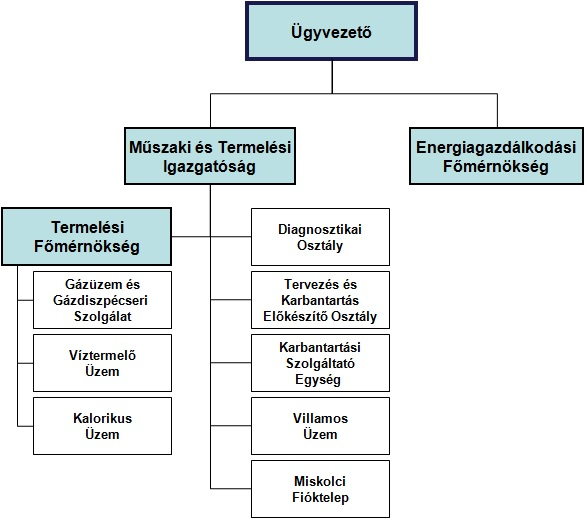 Ügyvezető
Műszaki és Termelési
Igazgatóság
Energiagazdálkodási
Főmérnökség
Termelési
Főmérnökség
Gázüzem és
Gázdiszpécseri
Szolgálat
Víztermelő
Üzem
Kalorikus
Üzem
Diagnosztikai
Osztály
Tervezés és
Karbantartás
Előkészítő Osztály
Karbantartási
Szolgáltató
Egység
Villamos
Üzem
Miskolci
Fióktelep